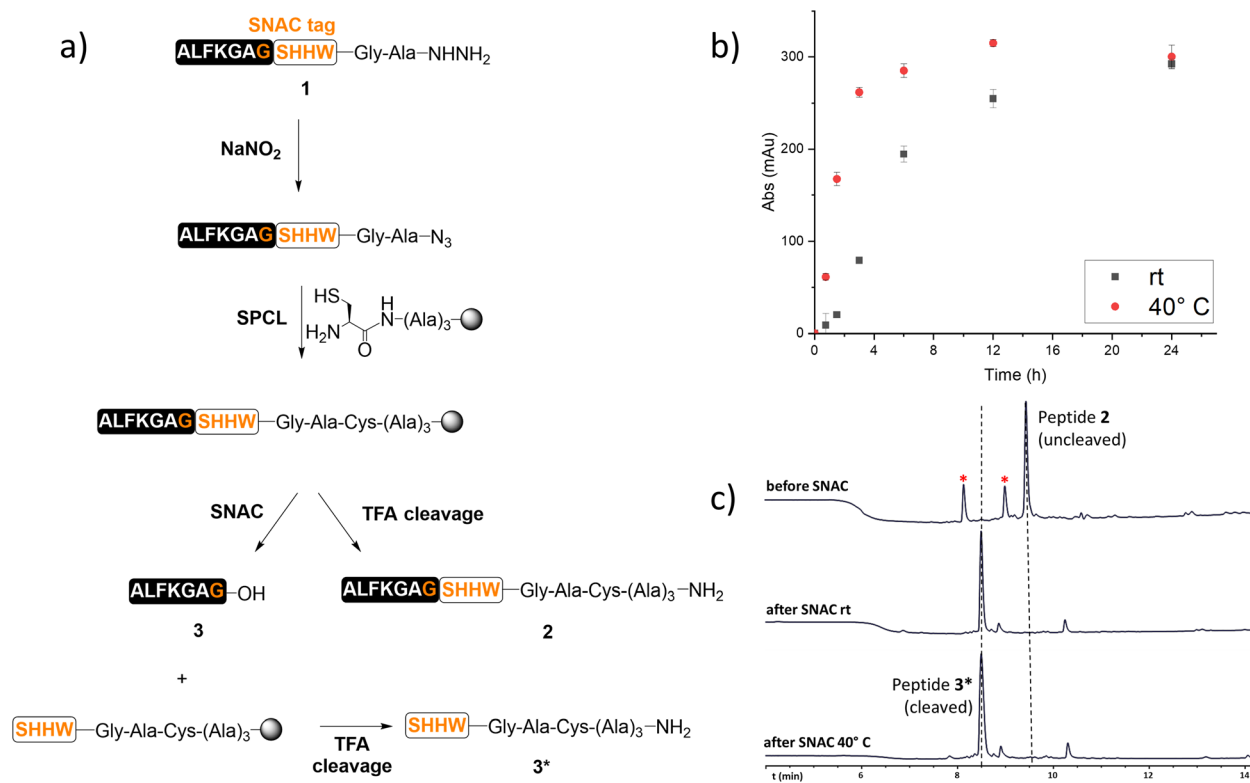 a)
SNAC tag
ALFKGAG SHHW Gly-Ala-NHNH₂
1
NaNO₂
ALFKGAG SHHW Gly-Ala-N₃
SPCL
HS
H₂N
O
H
N-(Ala)₃
ALFKGAG SHHW Gly-Ala-Cys-(Ala)₃
SNAC
TFA cleavage
ALFKGAG-OH
3
ALFKGAG SHHW Gly-Ala-Cys-(Ala)₃-NH₂
2
+
SHHW Gly-Ala-Cys-(Ala)₃
TFA
cleavage
SHHW Gly-Ala-Cys-(Ala)₃-NH₂
3*
b)
Abs (mAu)
300
200
100
0
0 4 8 12 16 20 24
Time (h)
rt
40° C
c)
Peptide 2
(uncleaved)
before SNAC
* *
after SNAC rt
Peptide 3*
(cleaved)
after SNAC 40° C
t (min) 6 8 10 12 14